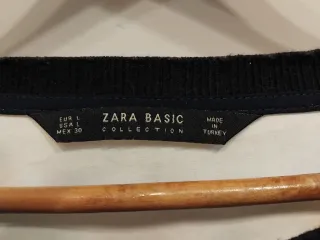 EUR L
USA L
MEX 30
ZARA BASIC
COLLECTION
MADE
IN
TURKEY